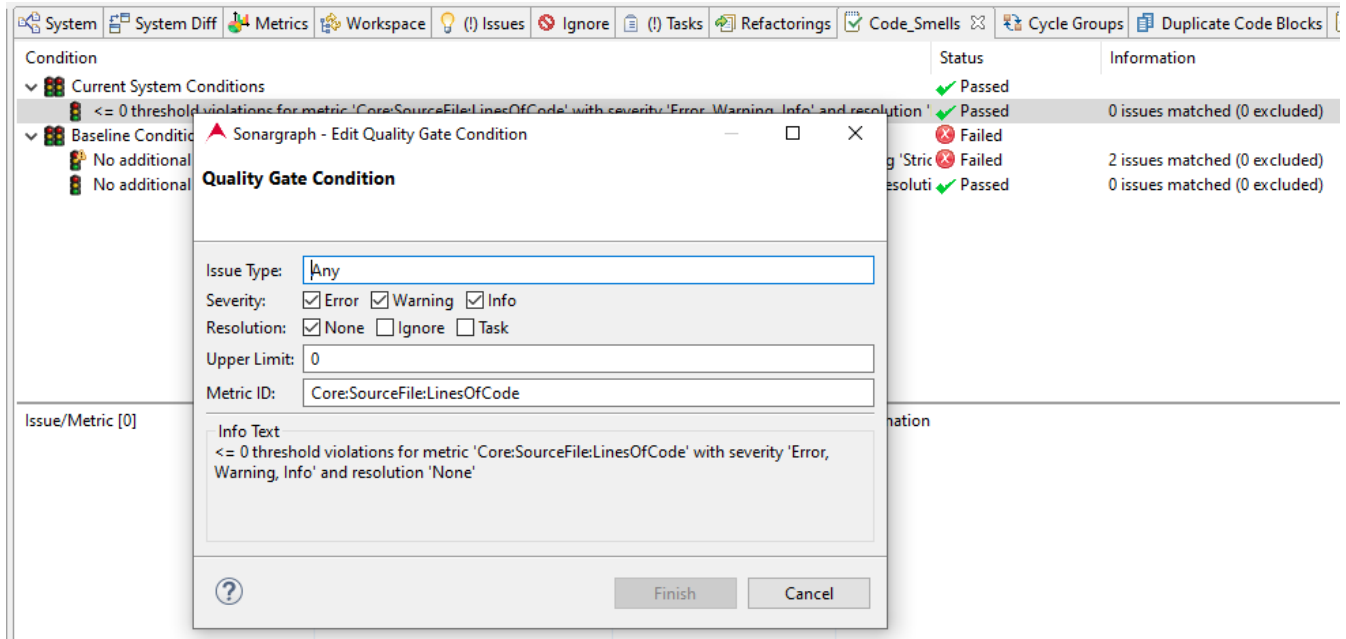 System System Diff Metrics Workspace (!) Issues Ignore (!) Tasks Refactorings Code_Smells Cycle Groups Duplicate Code Blocks
Condition Status Information
Current System Conditions Passed
<= 0 threshold violations for metric 'Core:SourceFile:LinesOfCode' with severity 'Error, Warning, Info' and resolution ' Passed 0 issues matched (0 excluded)
Baseline Conditio Failed
No additional g 'Stric Failed 2 issues matched (0 excluded)
No additional esoluti Passed 0 issues matched (0 excluded)
Sonargraph - Edit Quality Gate Condition
Quality Gate Condition
Issue Type: Any
Severity: Error Warning Info
Resolution: None Ignore Task
Upper Limit: 0
Metric ID: Core:SourceFile:LinesOfCode
Issue/Metric [0] nation
Info Text
<= 0 threshold violations for metric 'Core:SourceFile:LinesOfCode' with severity 'Error,
Warning, Info' and resolution 'None'
Finish Cancel